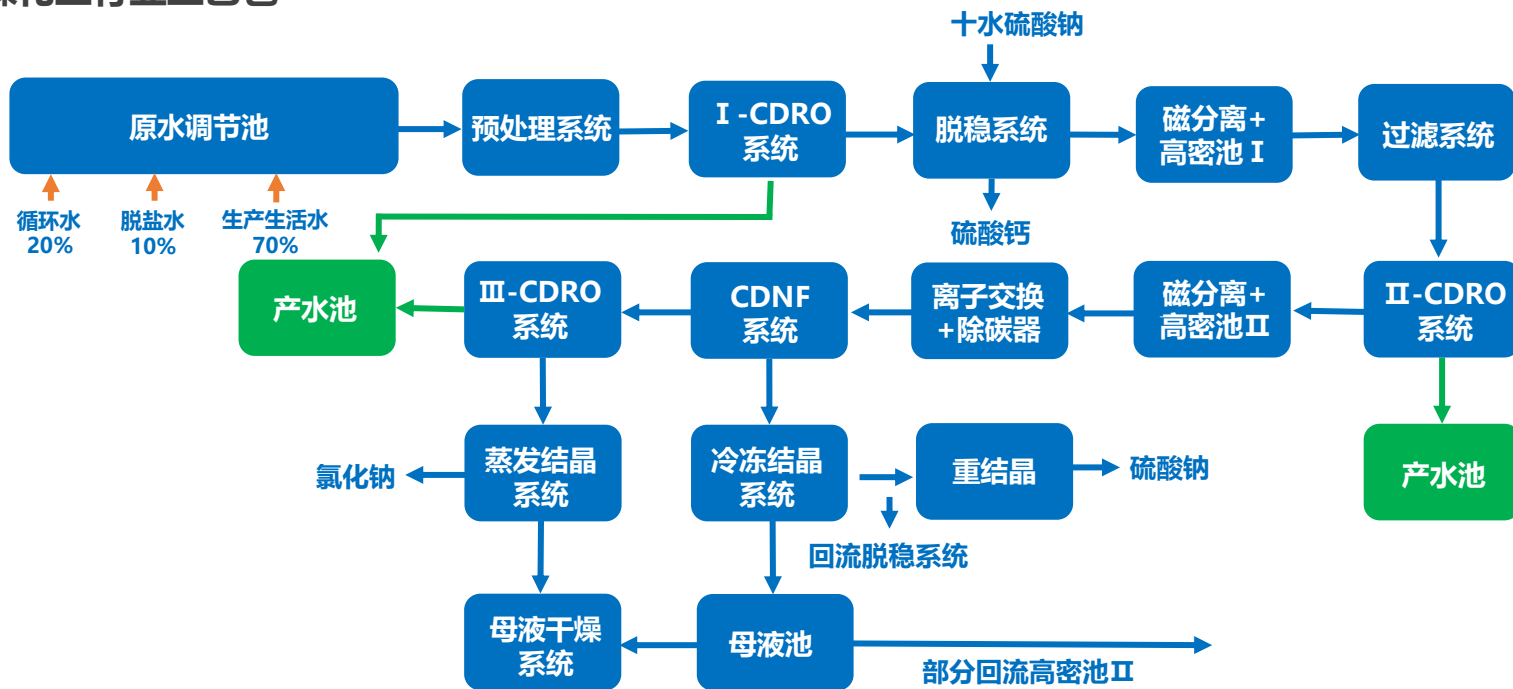 十水硫酸钠
原水调节池
预处理系统
Ⅰ-CDRO
系统
脱稳系统
磁分离+
高密池Ⅰ
过滤系统
循环水
20%
脱盐水
10%
生产生活水
70%
硫酸钙
产水池
Ⅲ-CDRO
系统
CDNF
系统
离子交换
+除碳器
磁分离+
高密池Ⅱ
Ⅱ-CDRO
系统
氯化钠
蒸发结晶
系统
冷冻结晶
系统
重结晶
硫酸钠
产水池
回流脱稳系统
母液干燥
系统
母液池
部分回流高密池Ⅱ